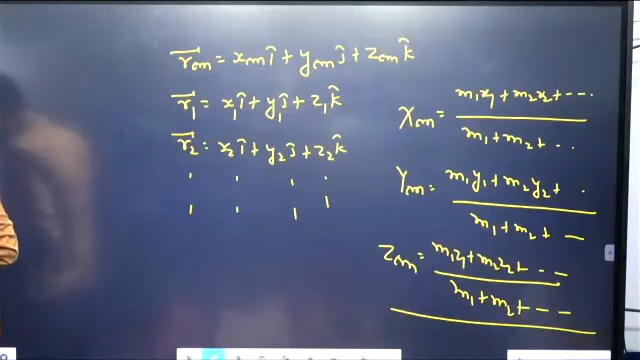 r⃗cm = xcm î + ycm ĵ + zcm k̂
r⃗1 = x1 î + y1 ĵ + z1 k̂
r⃗2 = x2 î + y2 ĵ + z2 k̂
Xcm = (m1x1 + m2x2 + - - ·) / (m1 + m2 + · ·)
Ycm = (m1y1 + m2y2 + ·) / (m1 + m2 + —)
Zcm = (m1z1 + m2z2 + - - —) / (m1 + m2 + - - —)